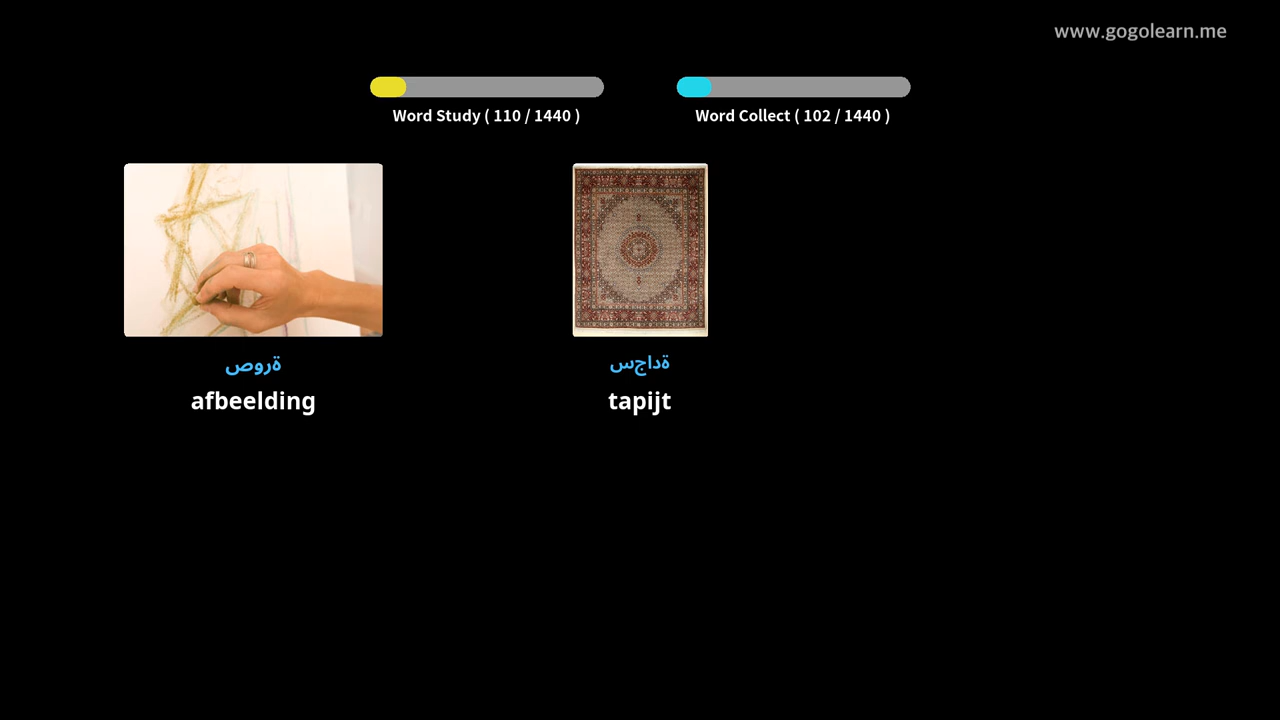 www.gogolearn.me
Word Study ( 110 / 1440 )
Word Collect ( 102 / 1440 )
ةروص
afbeelding
ةداجس
tapijt